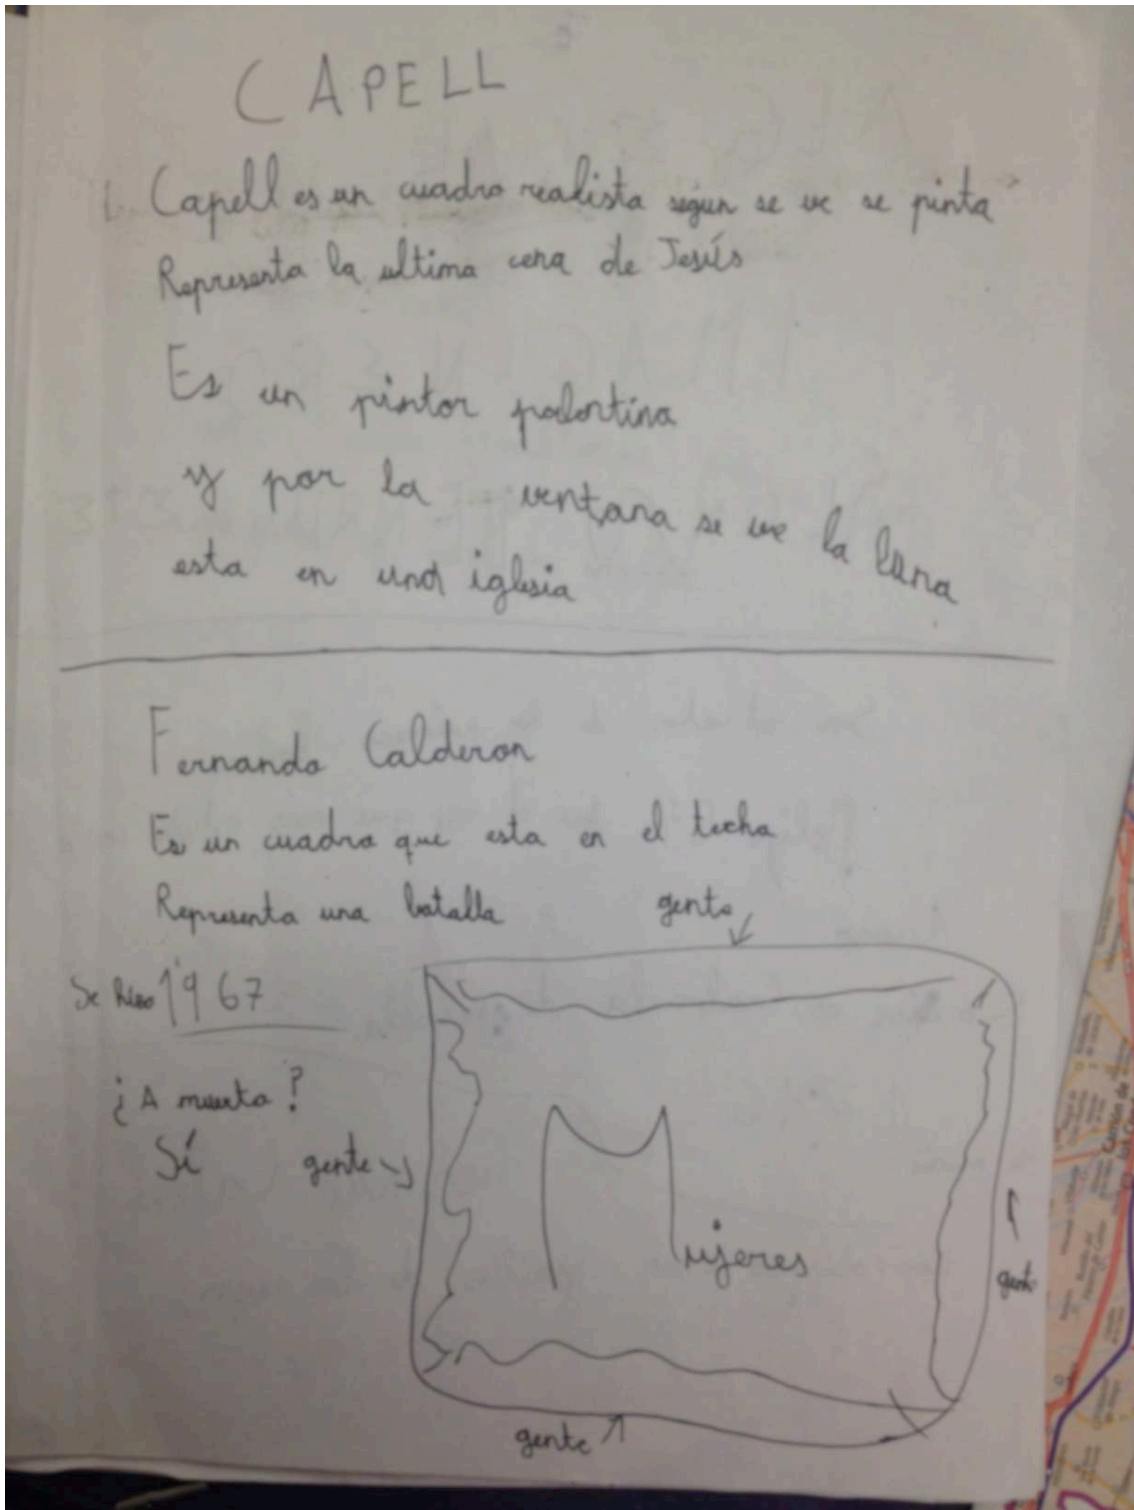 CAPELL
Capell es un cuadro realista segun se ve se pinta
Representa la ultima cena de Jesús
Es un pintor palentina
y por la ventana se ve la luna
esta en una iglesia
Fernando Calderon
Es un cuadro que esta en el techo
Representa una batalla
gente
Se hizo 1967
¿A muerto?
Sí
gente
Mujeres
gente
gente